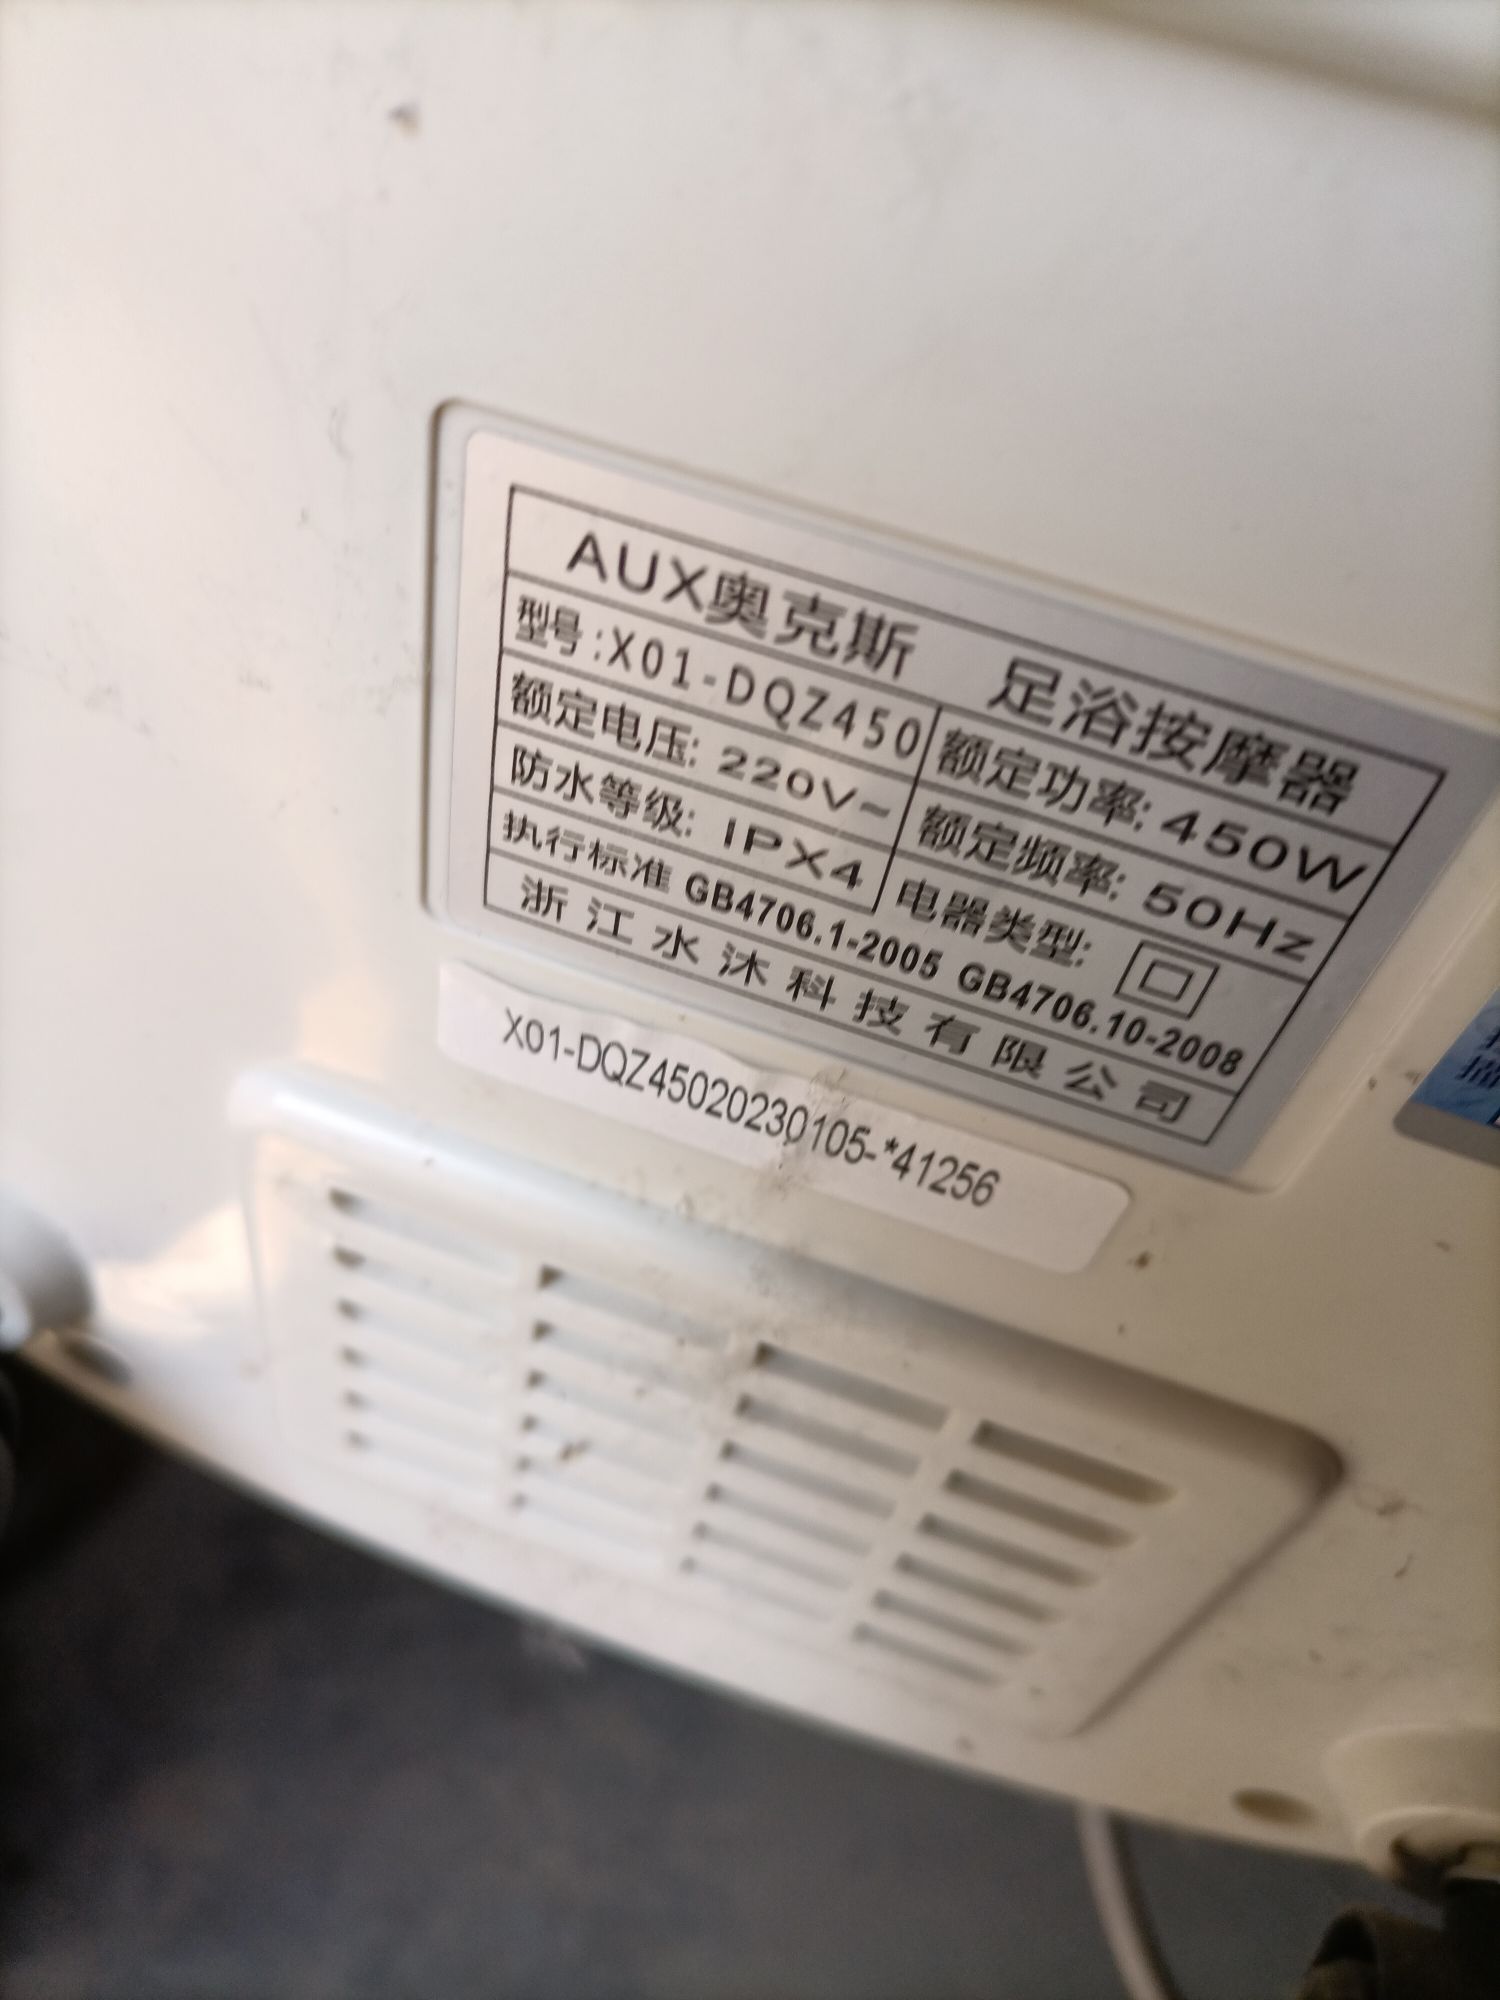 AUX奥克斯 足浴按摩器
型号:X01-DQZ450 额定功率:450W
额定电压:220V~ 额定频率:50Hz
防水等级:IPX4 电器类型:
执行标准 GB4706.1-2005 GB4706.10-2008
浙江水沐科技有限公司
X01-DQZ45020230105-*41256